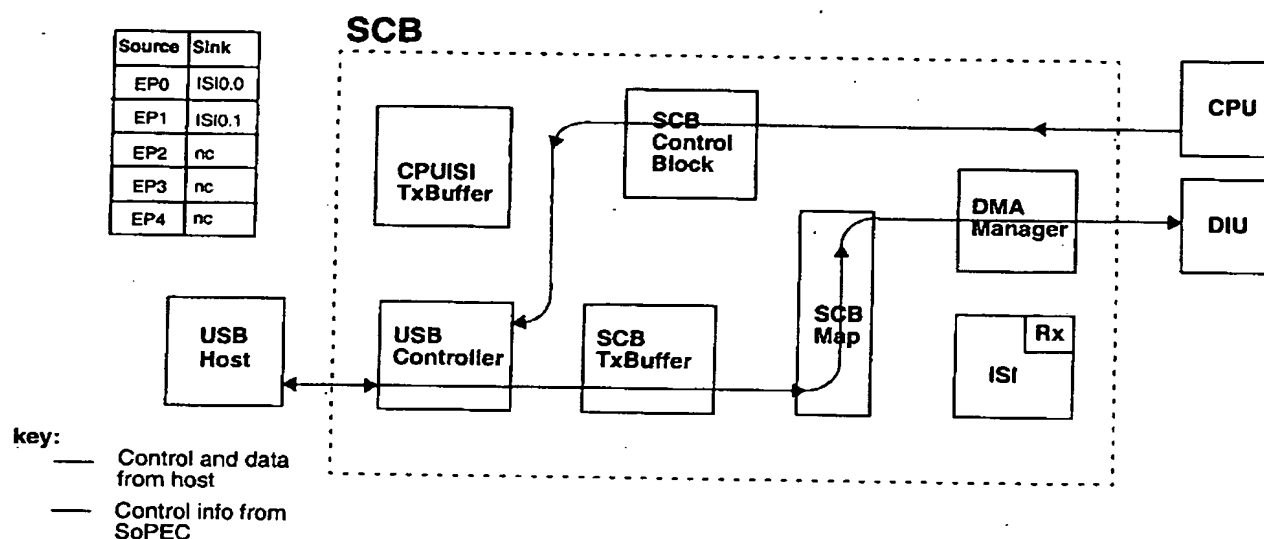 SCB
Source Sink
EP0 ISI0.0
EP1 ISI0.1
EP2 nc
EP3 nc
EP4 nc
CPUISI
TxBuffer
SCB
Control
Block
CPU
DMA
Manager
DIU
USB
Host
USB
Controller
SCB
TxBuffer
SCB
Map
Rx
ISI
key:
Control and data
from host
Control info from
SoPEC